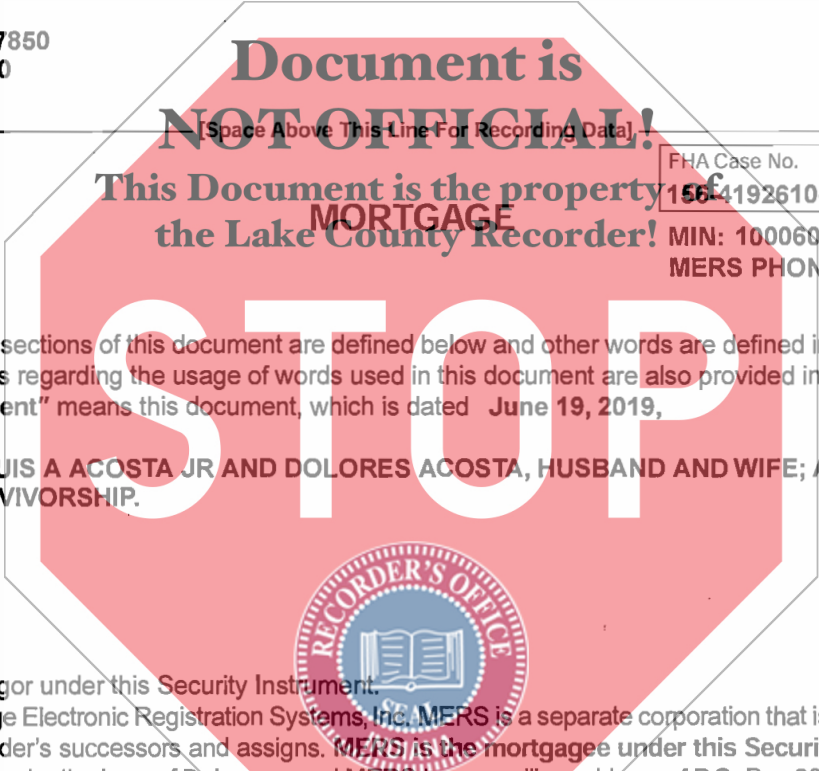 7850
0
Document is
NOT OFFICIAL!
[Space Above This Line For Recording Data]
FHA Case No.
This Document is the property of
156-4192610
MORTGAGE
the Lake County Recorder!
MIN: 100060
MERS PHON
STOP
sections of this document are defined below and other words are defined i
s regarding the usage of words used in this document are also provided in
ent" means this document, which is dated June 19, 2019,
UIS A ACOSTA JR AND DOLORES ACOSTA, HUSBAND AND WIFE; A
VIVORSHIP.
RECORDER'S OFFICE
SEAL
gor under this Security Instrument.
e Electronic Registration Systems, Inc. MERS is a separate corporation that is
der's successors and assigns. MERS is the mortgagee under this Securi